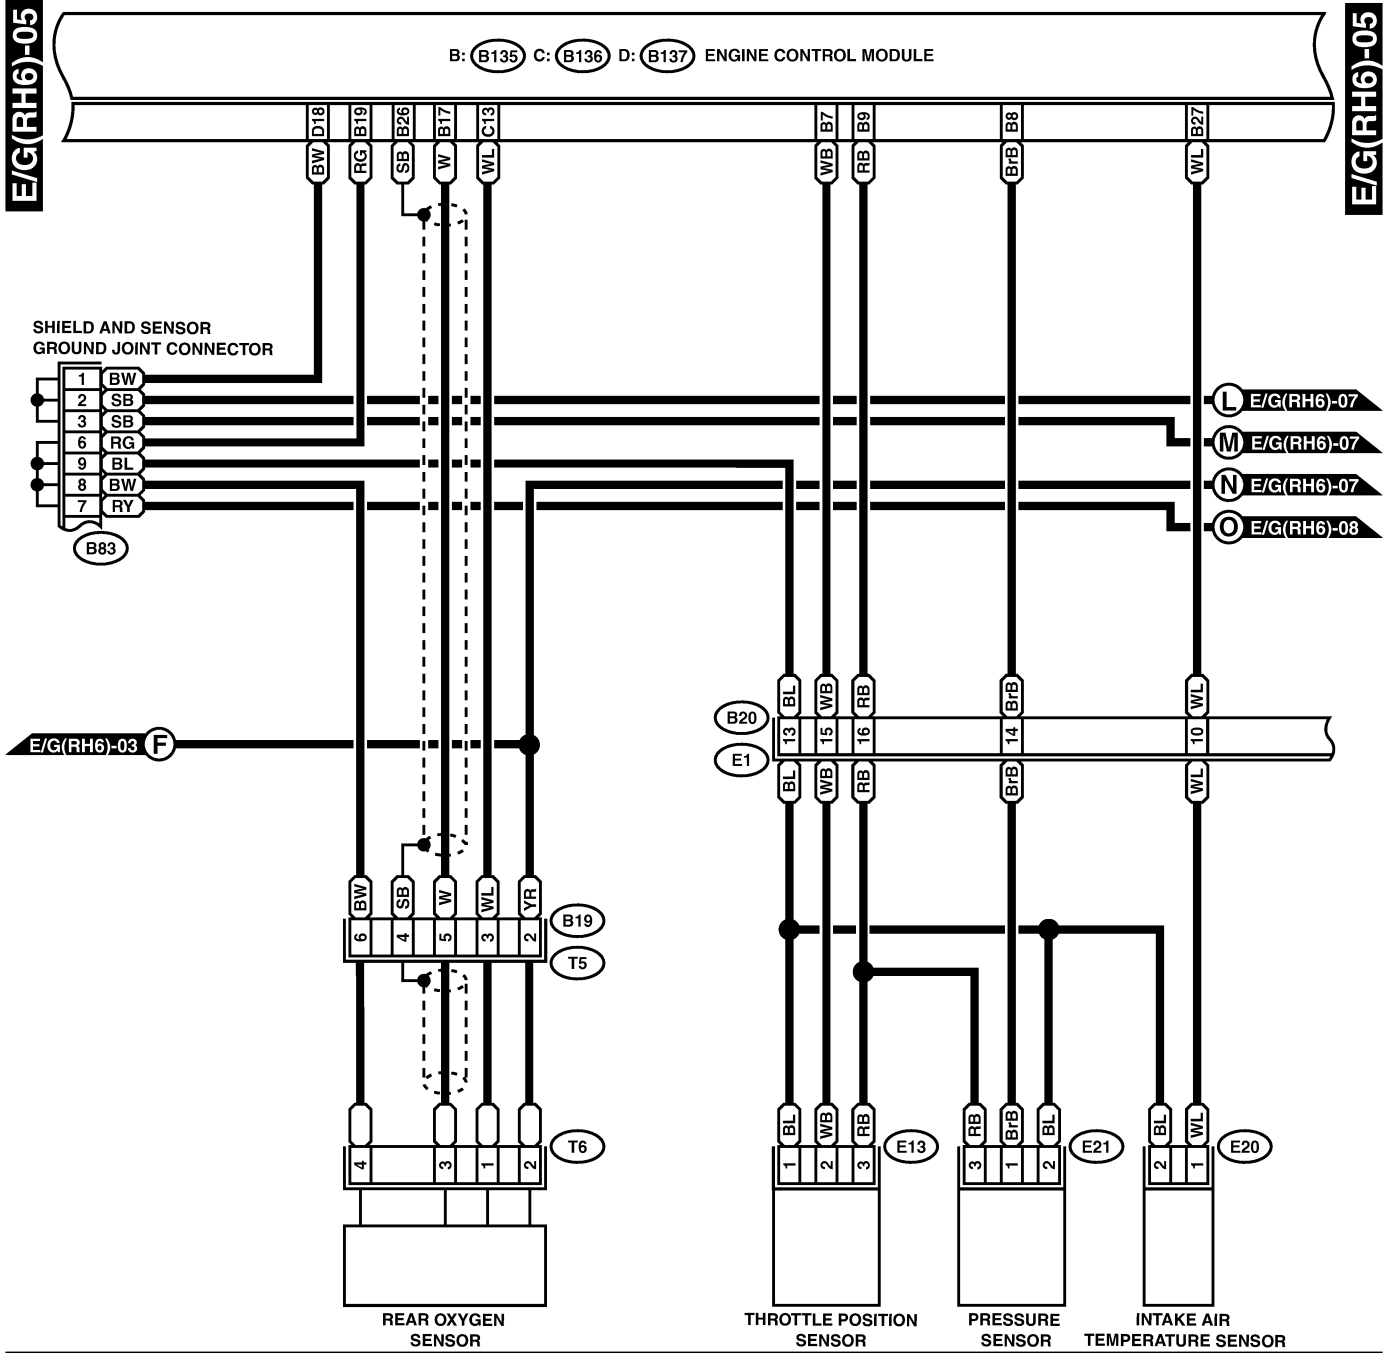 E/G(RH6)-05
E/G(RH6)-05
B: B135 C: B136 D: B137 ENGINE CONTROL MODULE
D18 B19 B26 B17 C13 B7 B9 B8 B27
BW RG SB W WL WB RB BrB WL
SHIELD AND SENSOR
GROUND JOINT CONNECTOR
1 BW
2 SB
3 SB
6 RG
9 BL
8 BW
7 RY
B83
L E/G(RH6)-07
M E/G(RH6)-07
N E/G(RH6)-07
O E/G(RH6)-08
E/G(RH6)-03 F
BL WB RB BrB WL
B20
13 15 16 14 10
E1
BL WB RB BrB WL
BW SB W WL YR
B19
6 4 5 3 2
T5
T6
4 3 1 2
BL WB RB
E13
1 2 3
RB BrB BL
E21
3 1 2
BL WL
E20
2 1
REAR OXYGEN
SENSOR
THROTTLE POSITION
SENSOR
PRESSURE
SENSOR
INTAKE AIR
TEMPERATURE SENSOR